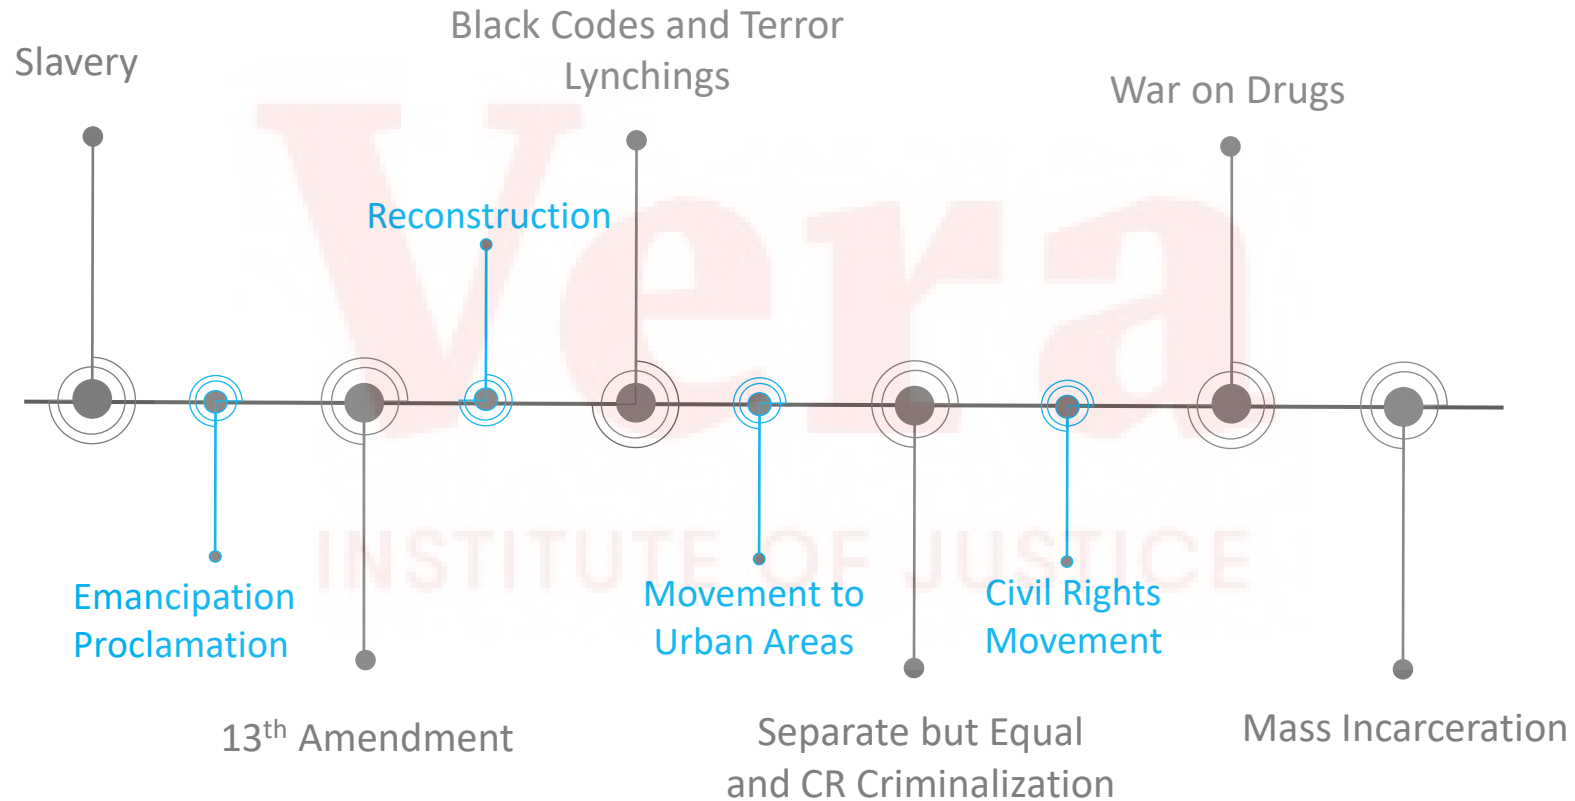 Slavery
Black Codes and Terror
Lynchings
War on Drugs
Reconstruction
Vera
INSTITUTE OF JUSTICE
Emancipation
Proclamation
Movement to
Urban Areas
Civil Rights
Movement
13th Amendment
Separate but Equal
and CR Criminalization
Mass Incarceration